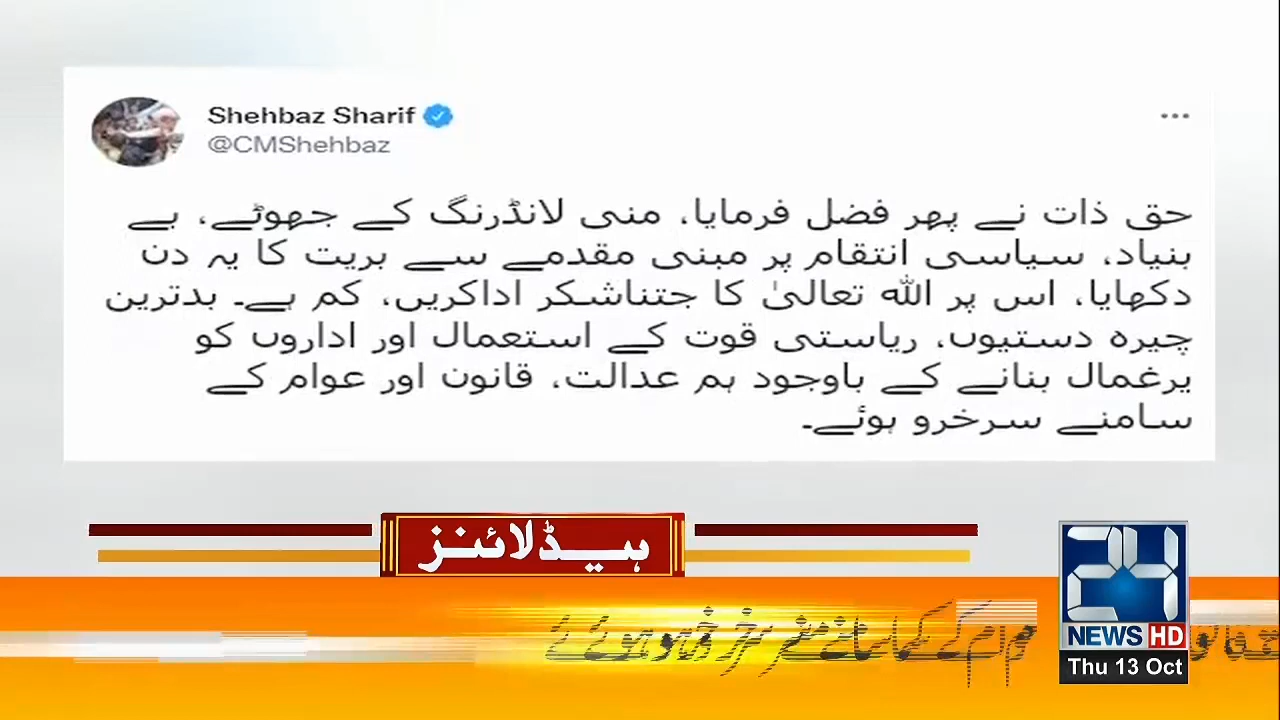 Shehbaz Sharif
@CMShehbaz
حق ذات نے پھر فضل فرمایا، منی لانڈرنگ کے جھوٹے، بے
بنیاد، سیاسی انتقام پر مبنی مقدمے سے بریت کا یہ دن
دکھایا، اس پر اللہ تعالیٰ کا جتناشکر اداکریں، کم ہے۔ بدترین
چیرہ دستیوں، ریاستی قوت کے استعمال اور اداروں کو
یرغمال بنانے کے باوجود ہم عدالت، قانون اور عوام کے
سامنے سرخرو ہوئے۔
ہیڈلائنز
24
NEWS HD
Thu 13 Oct